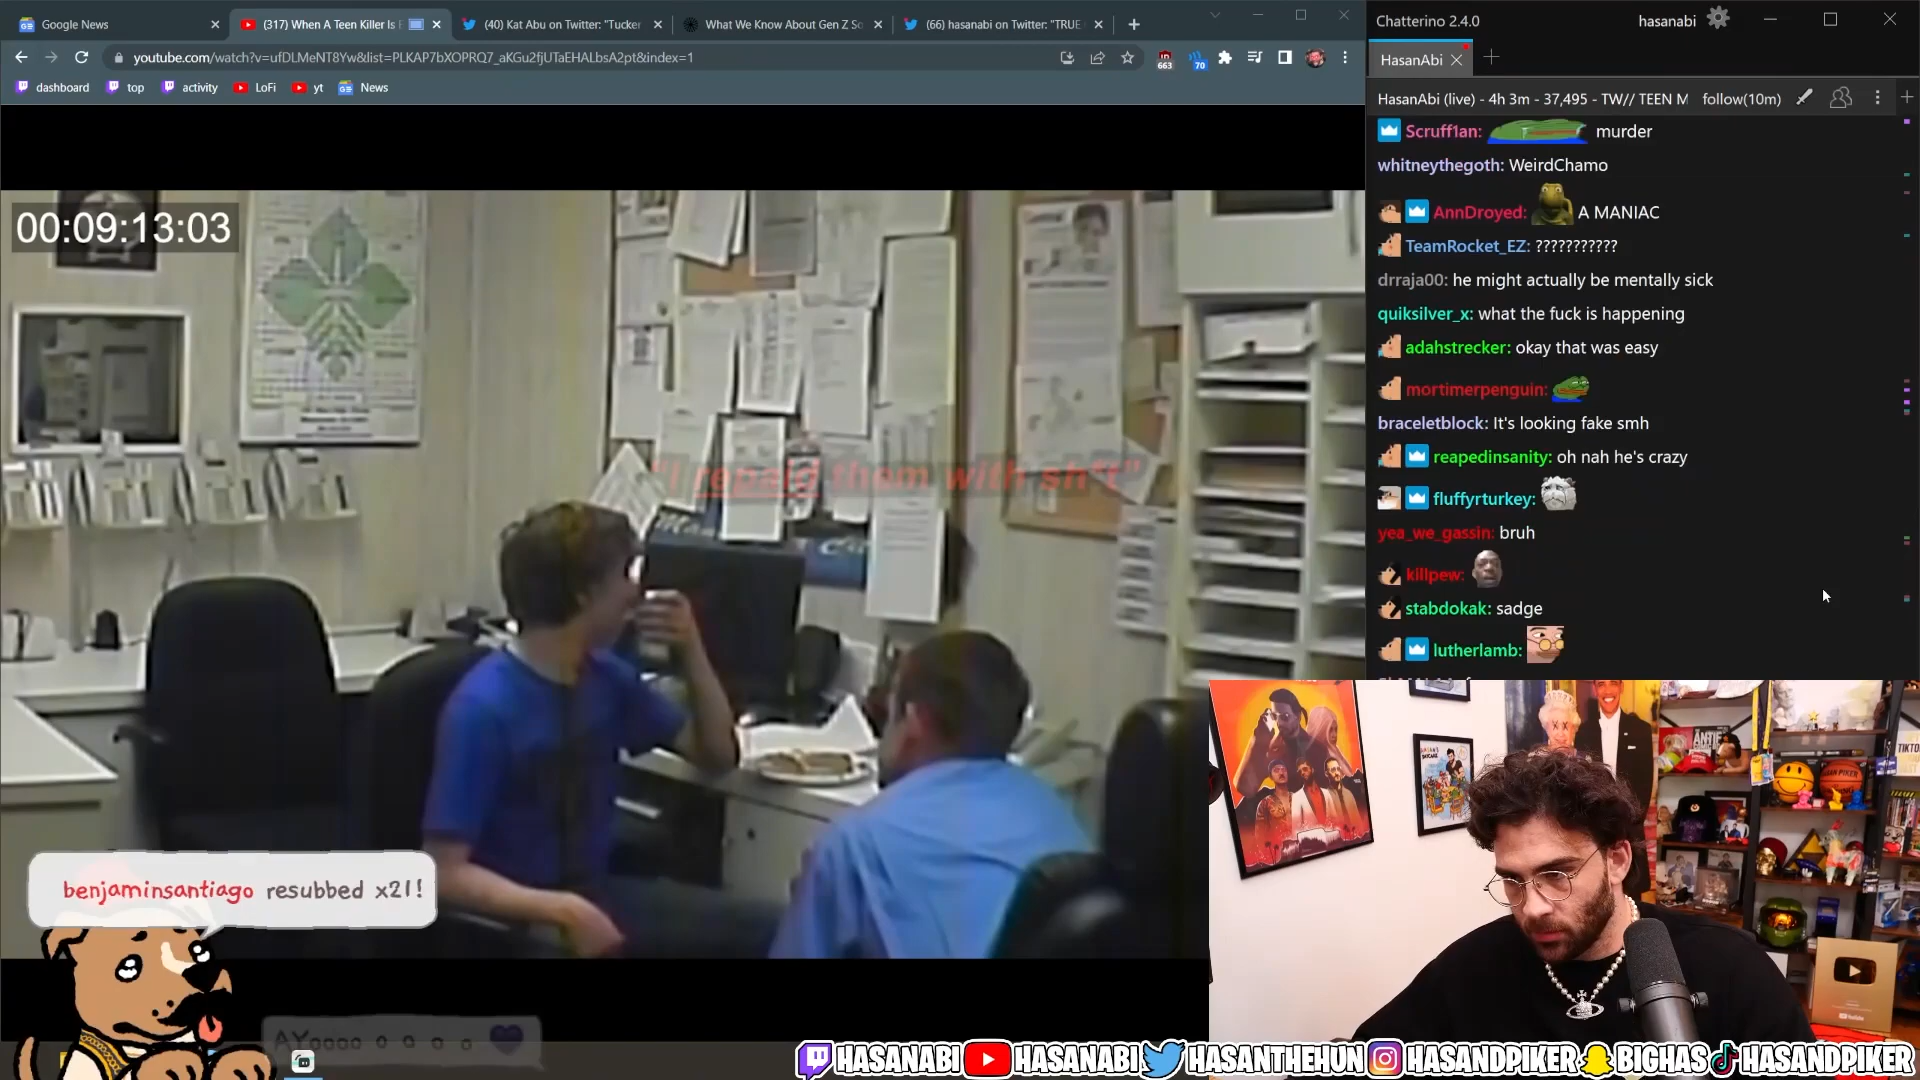 Google News
(317) When A Teen Killer Is
(40) Kat Abu on Twitter: "Tucker
What We Know About Gen Z So
(66) hasanabi on Twitter: "TRUE
youtube.com/watch?v=ufDLMeNT8Yw&list=PLKAP7bXOPRQ7_aKGu2fjUTaEHALbsA2pt&index=1
663
70
dashboard
top
activity
LoFi
yt
News
00:09:13:03
"I repaid them with sh*t"
benjaminsantiago resubbed x21!
AYoooo o o o o
Chatterino 2.4.0
hasanabi
HasanAbi
HasanAbi (live) - 4h 3m - 37,495 - TW// TEEN M
follow(10m)
Scruff1an: murder
whitneythegoth: WeirdChamo
AnnDroyed: A MANIAC
TeamRocket_EZ: ???????????
drraja00: he might actually be mentally sick
quiksilver_x: what the fuck is happening
adahstrecker: okay that was easy
mortimerpenguin:
braceletblock: It's looking fake smh
reapedinsanity: oh nah he's crazy
fluffyrturkey:
yea_we_gassin: bruh
killpew:
stabdokak: sadge
lutherlamb:
HASANABI
HASANABI
HASANTHEHUN
HASANDPIKER
BIGHAS
HASANDPIKER